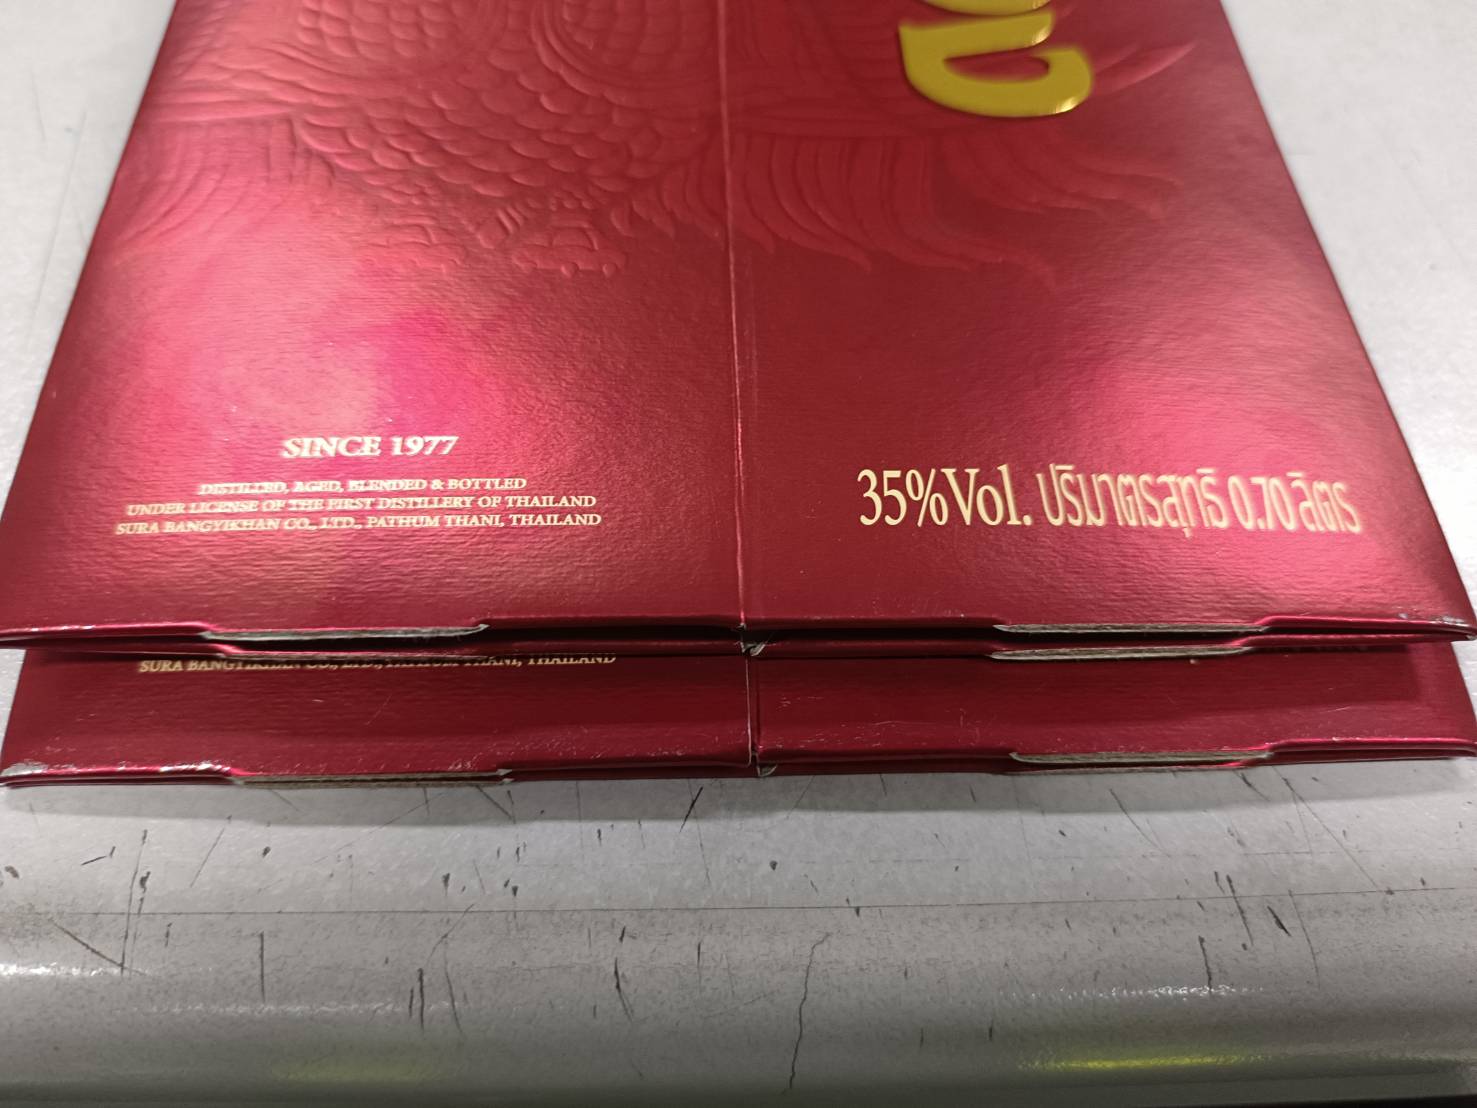 SINCE 1977
DISTILLED, AGED, BLENDED & BOTTLED
UNDER LICENSE OF THE FIRST DISTILLERY OF THAILAND
SURA BANGYIKHAN CO., LTD., PATHUM THANI, THAILAND
35%Vol. ปริมาตรสุทธิ 0.70 ลิตร
SURA BANGYIKHAN CO., LTD., PATHUM THANI, THAILAND